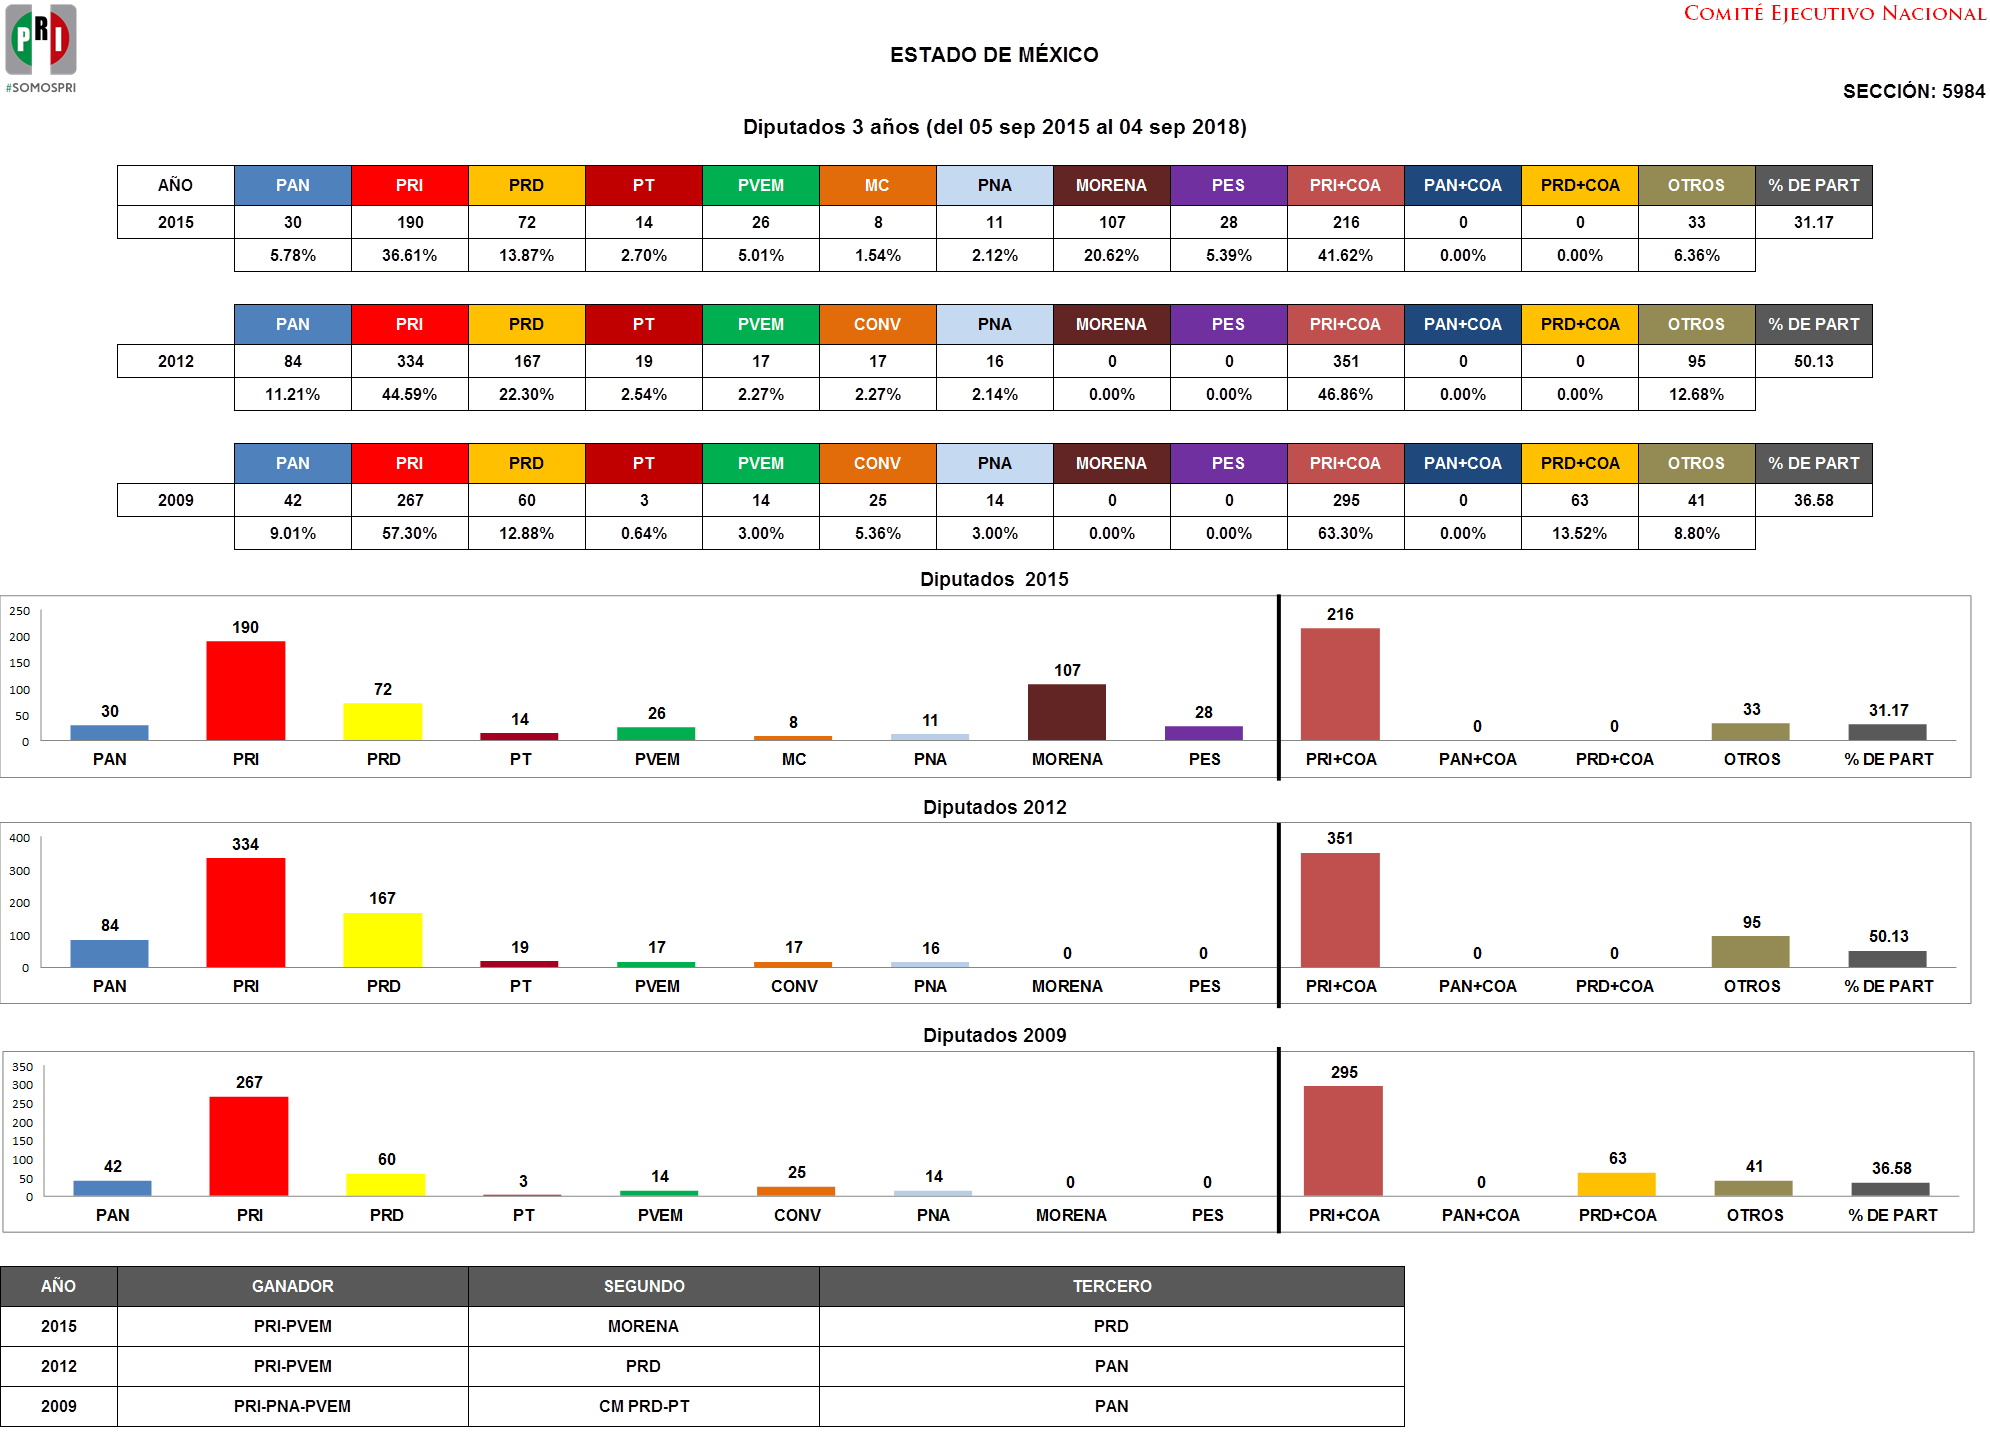 PRI
#SOMOSPRI
COMITÉ EJECUTIVO NACIONAL
ESTADO DE MÉXICO
SECCIÓN: 5984
Diputados 3 años (del 05 sep 2015 al 04 sep 2018)
AÑO PAN PRI PRD PT PVEM MC PNA MORENA PES PRI+COA PAN+COA PRD+COA OTROS % DE PART
2015 30 190 72 14 26 8 11 107 28 216 0 0 33 31.17
5.78% 36.61% 13.87% 2.70% 5.01% 1.54% 2.12% 20.62% 5.39% 41.62% 0.00% 0.00% 6.36%
PAN PRI PRD PT PVEM CONV PNA MORENA PES PRI+COA PAN+COA PRD+COA OTROS % DE PART
2012 84 334 167 19 17 17 16 0 0 351 0 0 95 50.13
11.21% 44.59% 22.30% 2.54% 2.27% 2.27% 2.14% 0.00% 0.00% 46.86% 0.00% 0.00% 12.68%
PAN PRI PRD PT PVEM CONV PNA MORENA PES PRI+COA PAN+COA PRD+COA OTROS % DE PART
2009 42 267 60 3 14 25 14 0 0 295 0 63 41 36.58
9.01% 57.30% 12.88% 0.64% 3.00% 5.36% 3.00% 0.00% 0.00% 63.30% 0.00% 13.52% 8.80%
Diputados 2015
250
200
150
100
50
0
30 190 72 14 26 8 11 107 28 216 0 0 33 31.17
PAN PRI PRD PT PVEM MC PNA MORENA PES PRI+COA PAN+COA PRD+COA OTROS % DE PART
Diputados 2012
400
300
200
100
0
84 334 167 19 17 17 16 0 0 351 0 0 95 50.13
PAN PRI PRD PT PVEM CONV PNA MORENA PES PRI+COA PAN+COA PRD+COA OTROS % DE PART
Diputados 2009
350
300
250
200
150
100
50
0
42 267 60 3 14 25 14 0 0 295 0 63 41 36.58
PAN PRI PRD PT PVEM CONV PNA MORENA PES PRI+COA PAN+COA PRD+COA OTROS % DE PART
AÑO GANADOR SEGUNDO TERCERO
2015 PRI-PVEM MORENA PRD
2012 PRI-PVEM PRD PAN
2009 PRI-PNA-PVEM CM PRD-PT PAN